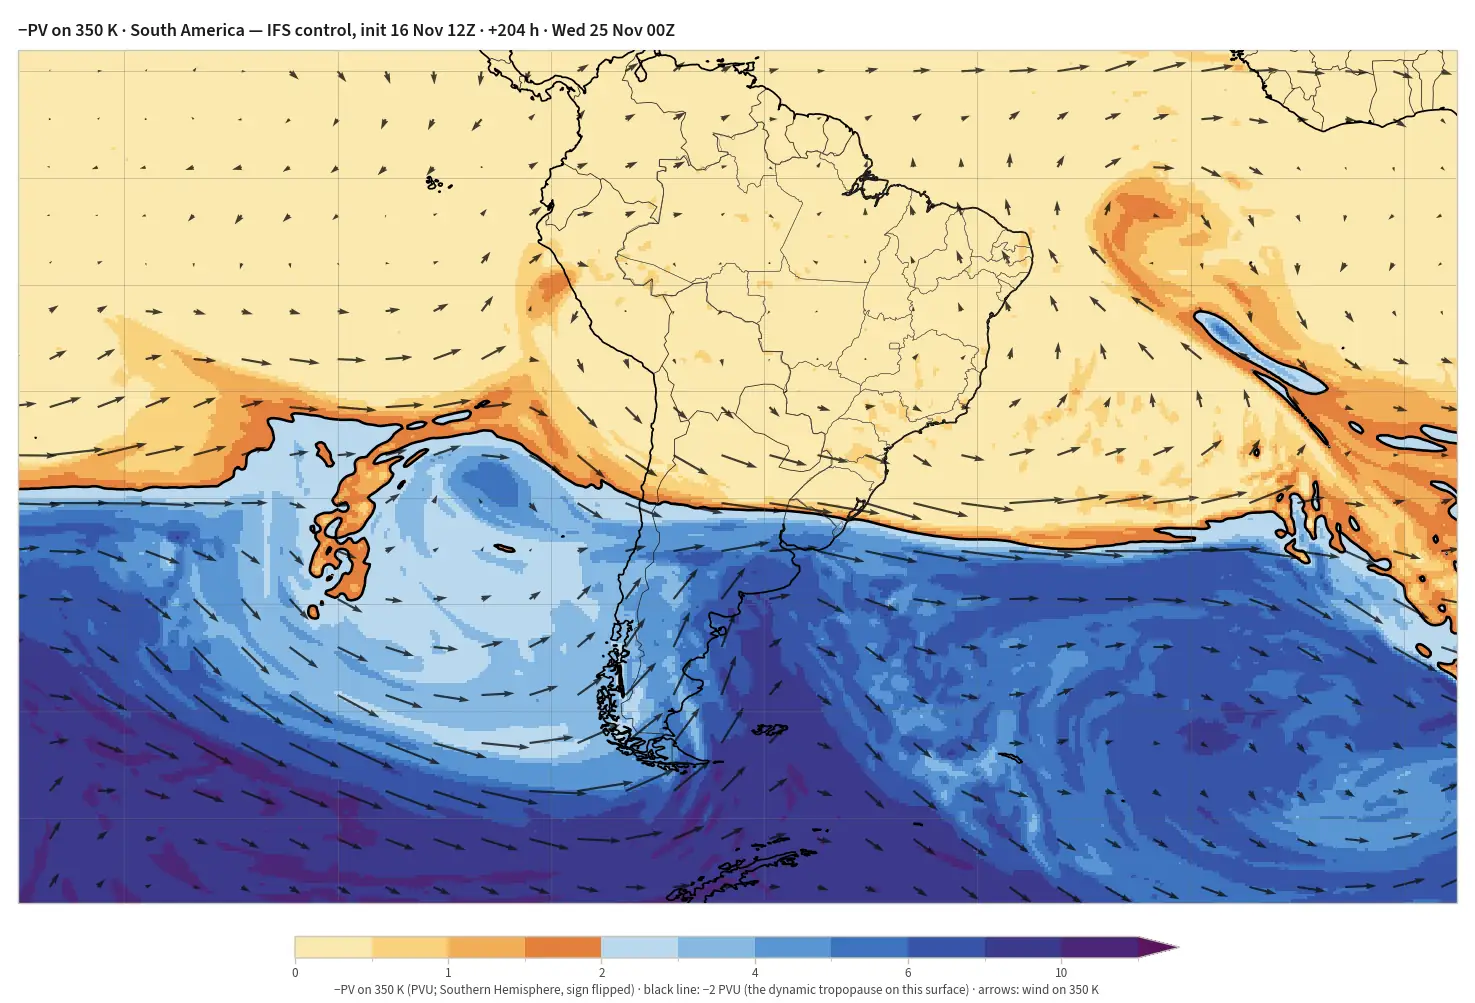 −PV on 350 K · South America — IFS control, init 16 Nov 12Z · +204 h · Wed 25 Nov 00Z
0 1 2 4 6 10
−PV on 350 K (PVU; Southern Hemisphere, sign flipped) · black line: −2 PVU (the dynamic tropopause on this surface) · arrows: wind on 350 K